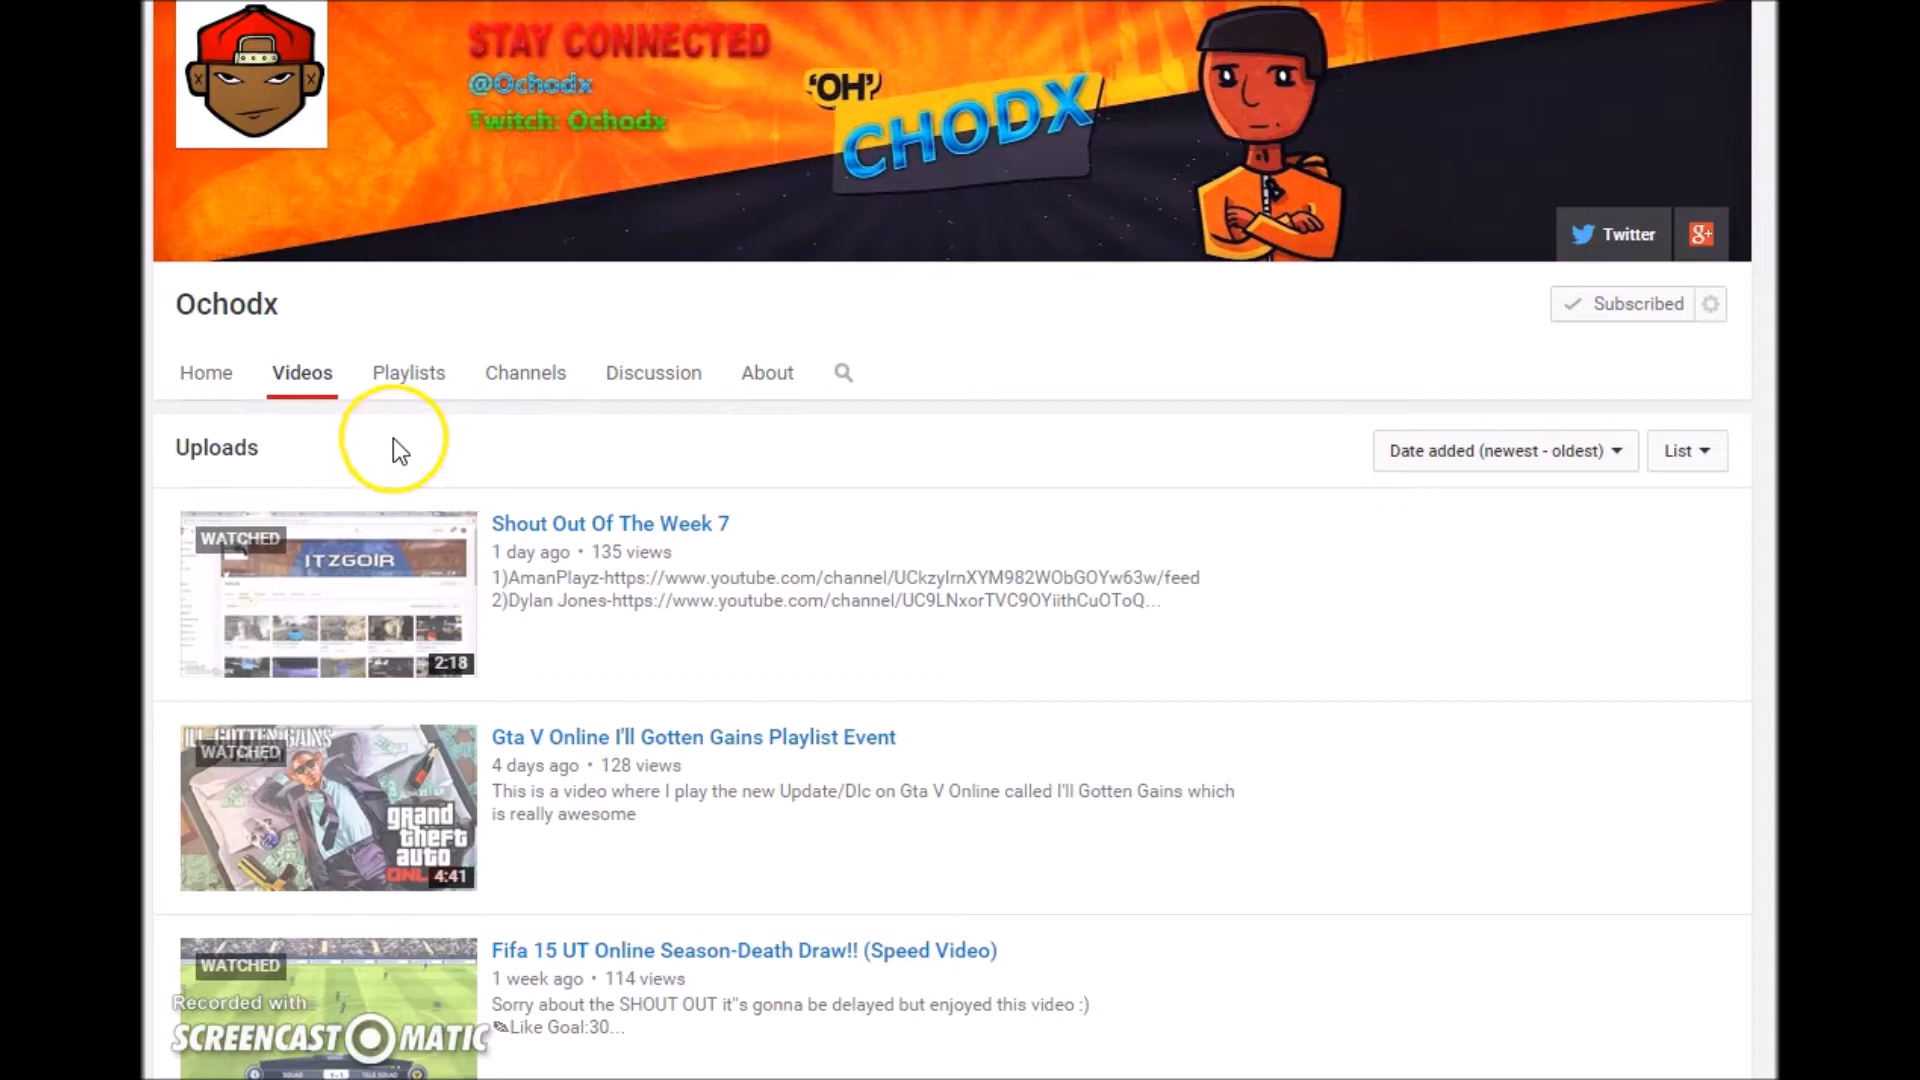 STAY CONNECTED
@Ochodx
Twitch: Ochodx
'OH'
CHODX
Twitter
g+
Ochodx
Subscribed
Home Videos Playlists Channels Discussion About
Uploads
Date added (newest - oldest) List
WATCHED
ITZGOIR
2:18
Shout Out Of The Week 7
1 day ago • 135 views
1)AmanPlayz-https://www.youtube.com/channel/UCkzyIrnXYM982WObGOYw63w/feed
2)Dylan Jones-https://www.youtube.com/channel/UC9LNxorTVC9OYiithCuOToQ...
ILL-GOTTEN GAINS
WATCHED
grand
theft
auto
ONL
4:41
Gta V Online I'll Gotten Gains Playlist Event
4 days ago • 128 views
This is a video where I play the new Update/Dlc on Gta V Online called I'll Gotten Gains which
is really awesome
WATCHED
Fifa 15 UT Online Season-Death Draw!! (Speed Video)
1 week ago • 114 views
Sorry about the SHOUT OUT it"s gonna be delayed but enjoyed this video :)
✎Like Goal:30...
Recorded with
SCREENCAST MATIC